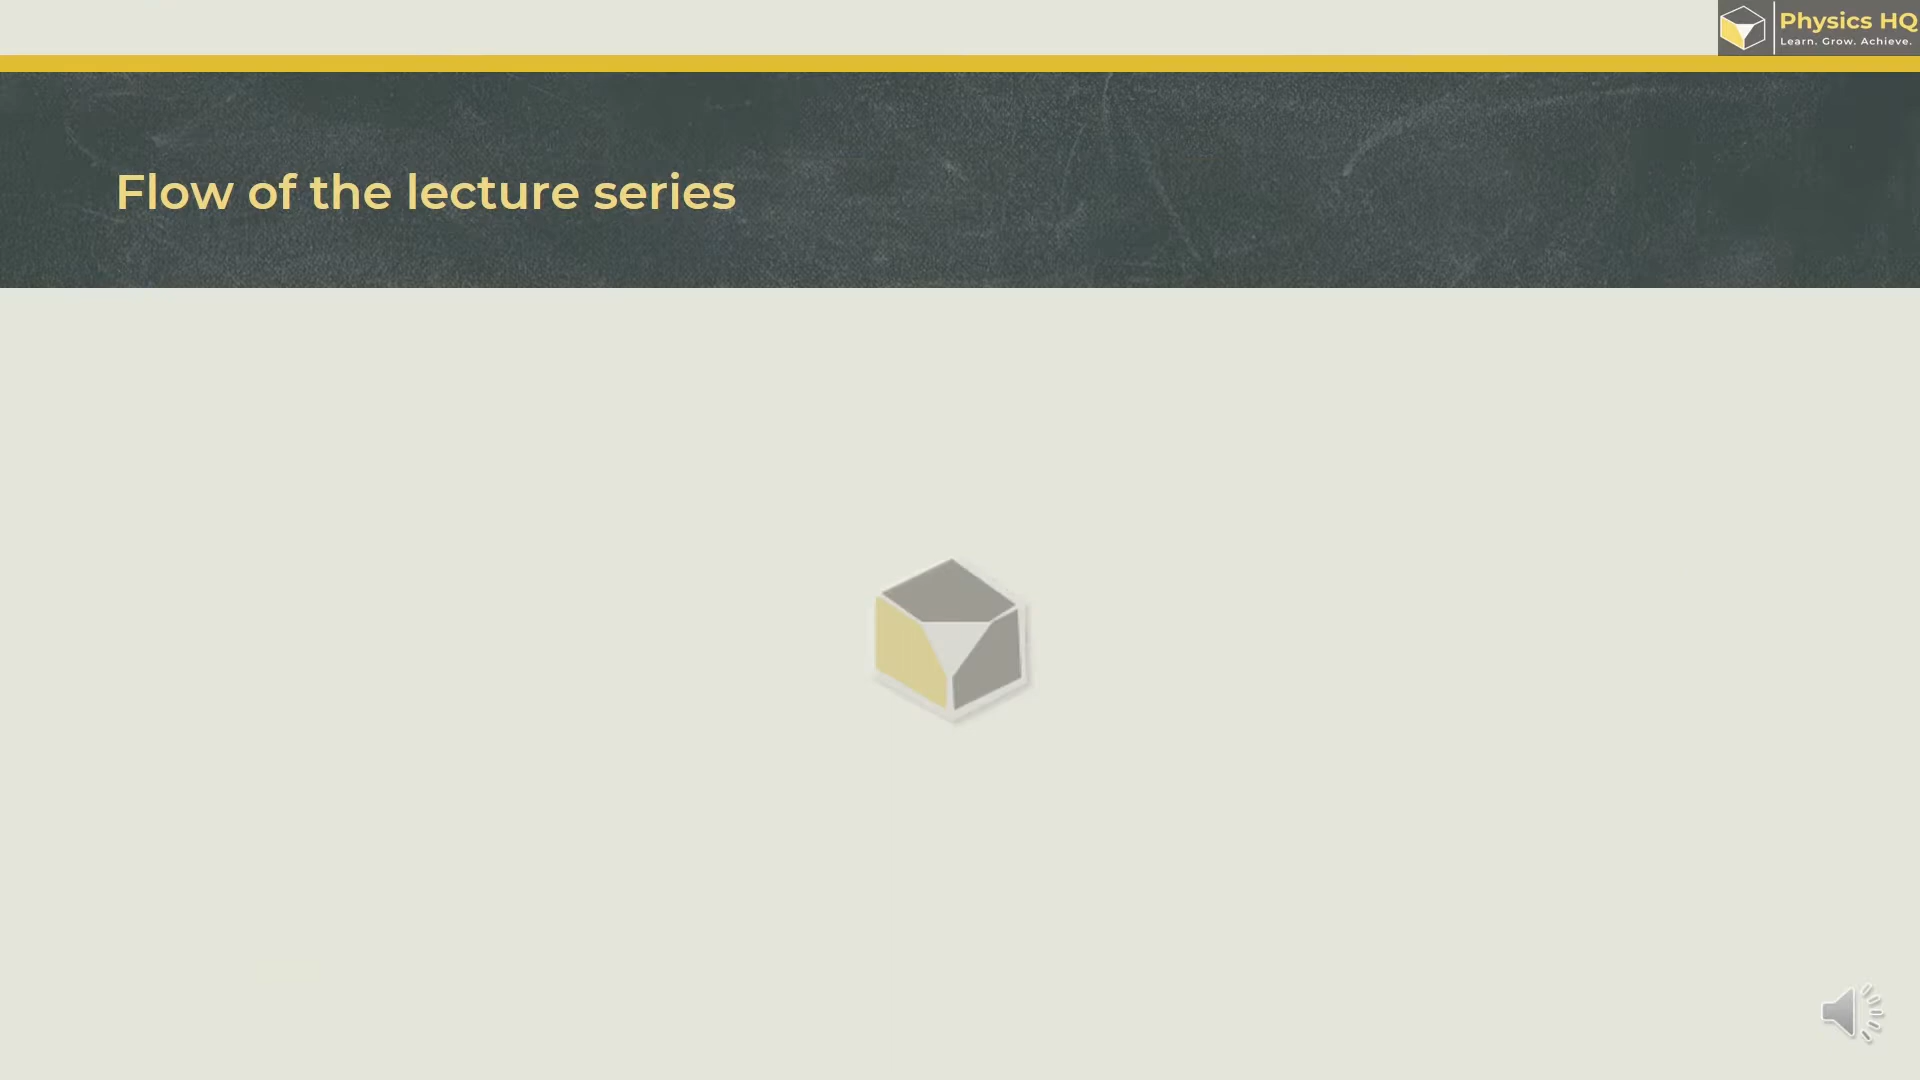 Physics HQ
Learn. Grow. Achieve.
Flow of the lecture series